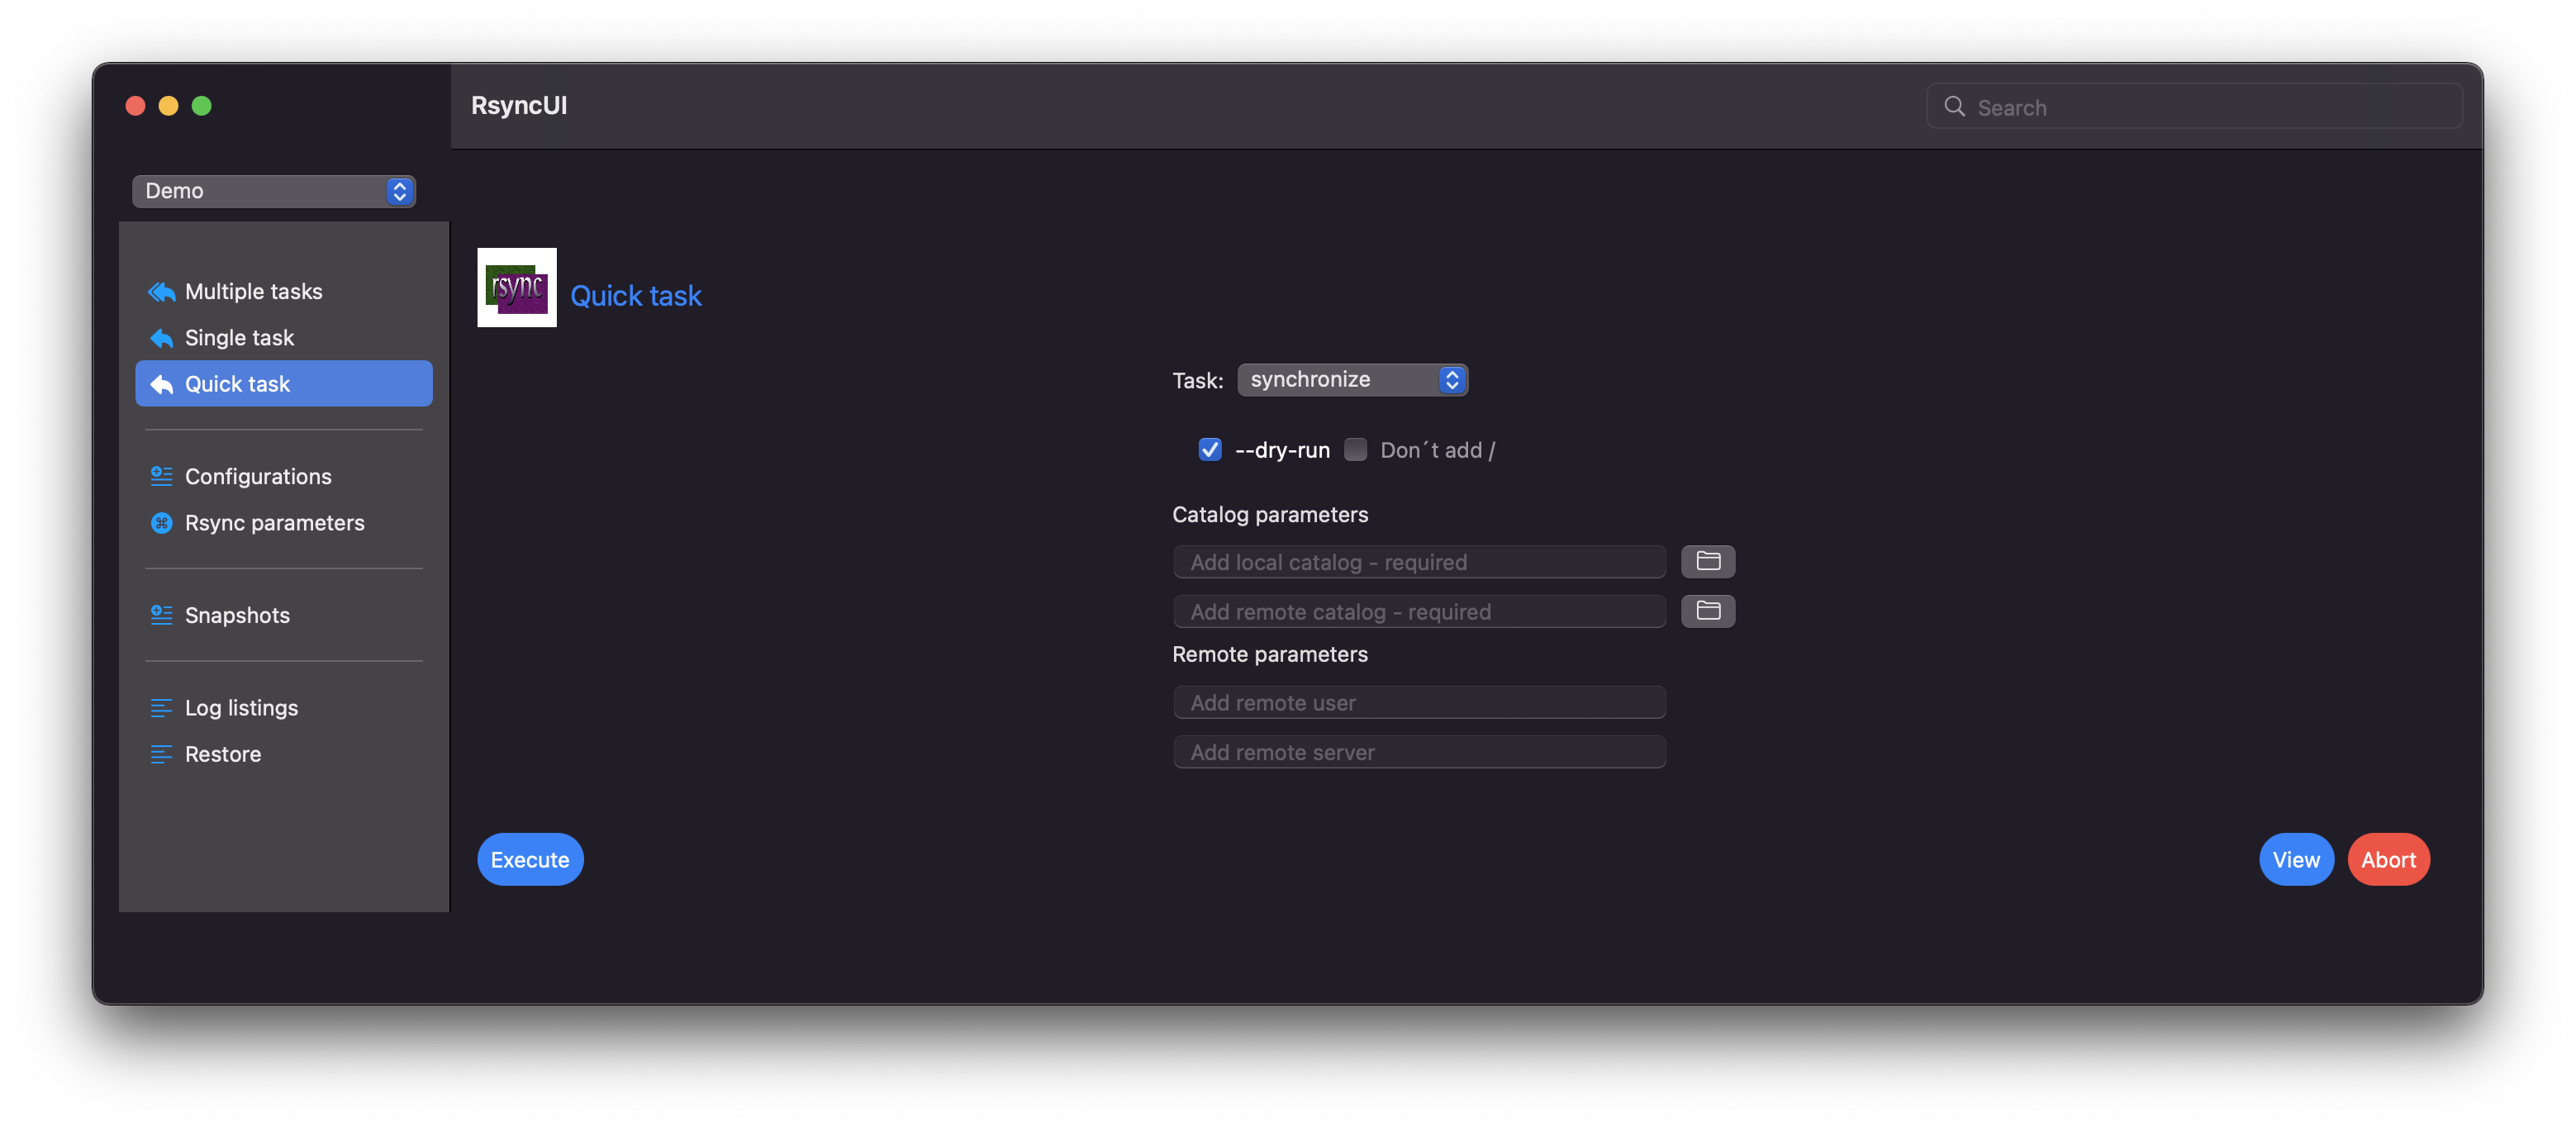 RsyncUI
Search
Demo
Multiple tasks
Single task
Quick task
Configurations
Rsync parameters
Snapshots
Log listings
Restore
rsync
Quick task
Task: synchronize
--dry-run Don´t add /
Catalog parameters
Add local catalog - required
Add remote catalog - required
Remote parameters
Add remote user
Add remote server
Execute
View Abort